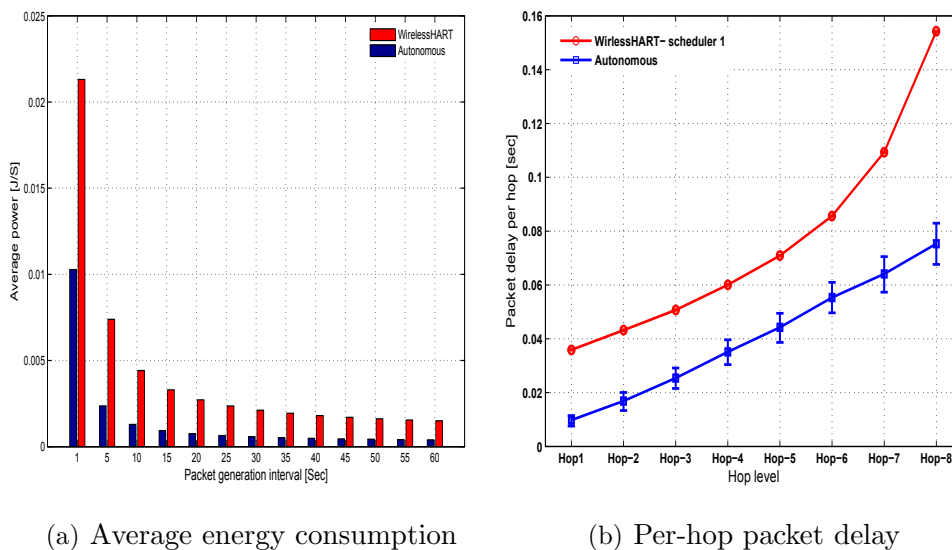 0.025
0.02
0.015
0.01
0.005
0
Average power [J/S]
WirelessHART
Autonomous
1 5 10 15 20 25 30 35 40 45 50 55 60
Packet generation interval [Sec]
(a) Average energy consumption
0.16
0.14
0.12
0.1
0.08
0.06
0.04
0.02
0
Packet delay per hop [sec]
WirlessHART- scheduler 1
Autonomous
Hop1 Hop-2 Hop-3 Hop-4 Hop-5 Hop-6 Hop-7 Hop-8
Hop level
(b) Per-hop packet delay